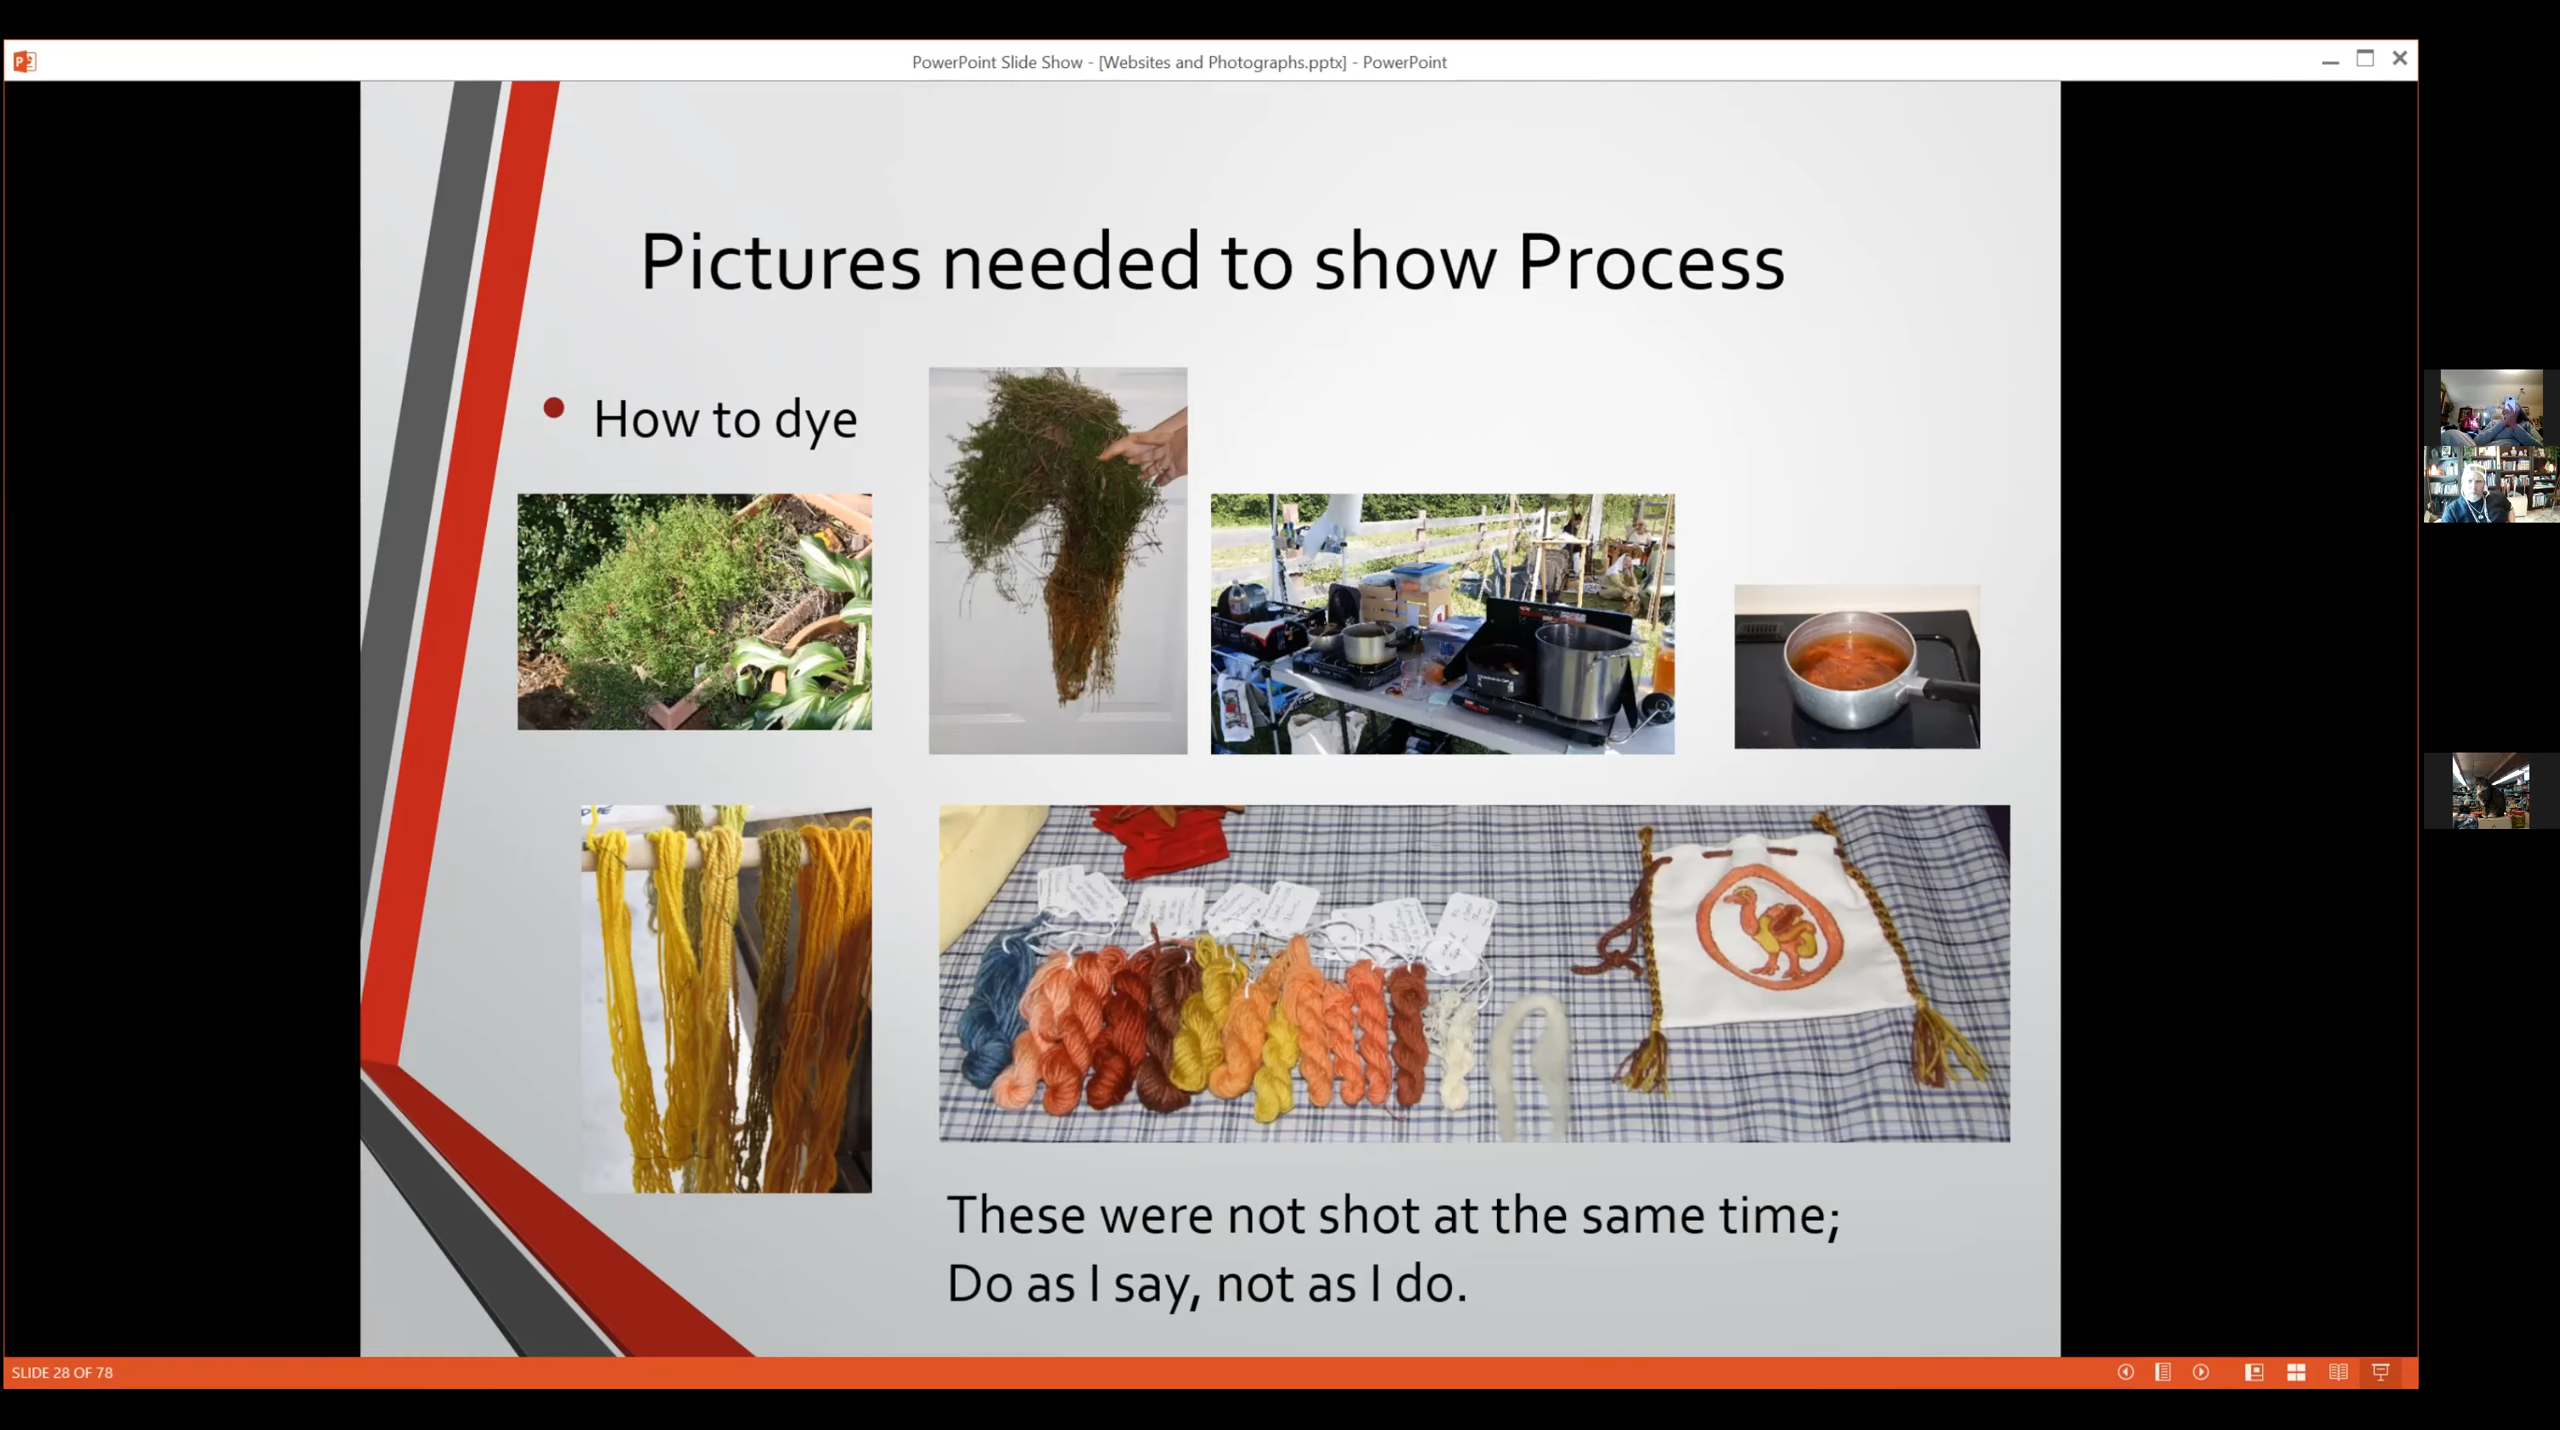 PowerPoint Slide Show - [Websites and Photographs.pptx] - PowerPoint
Pictures needed to show Process
How to dye
These were not shot at the same time;
Do as I say, not as I do.
SLIDE 28 OF 78